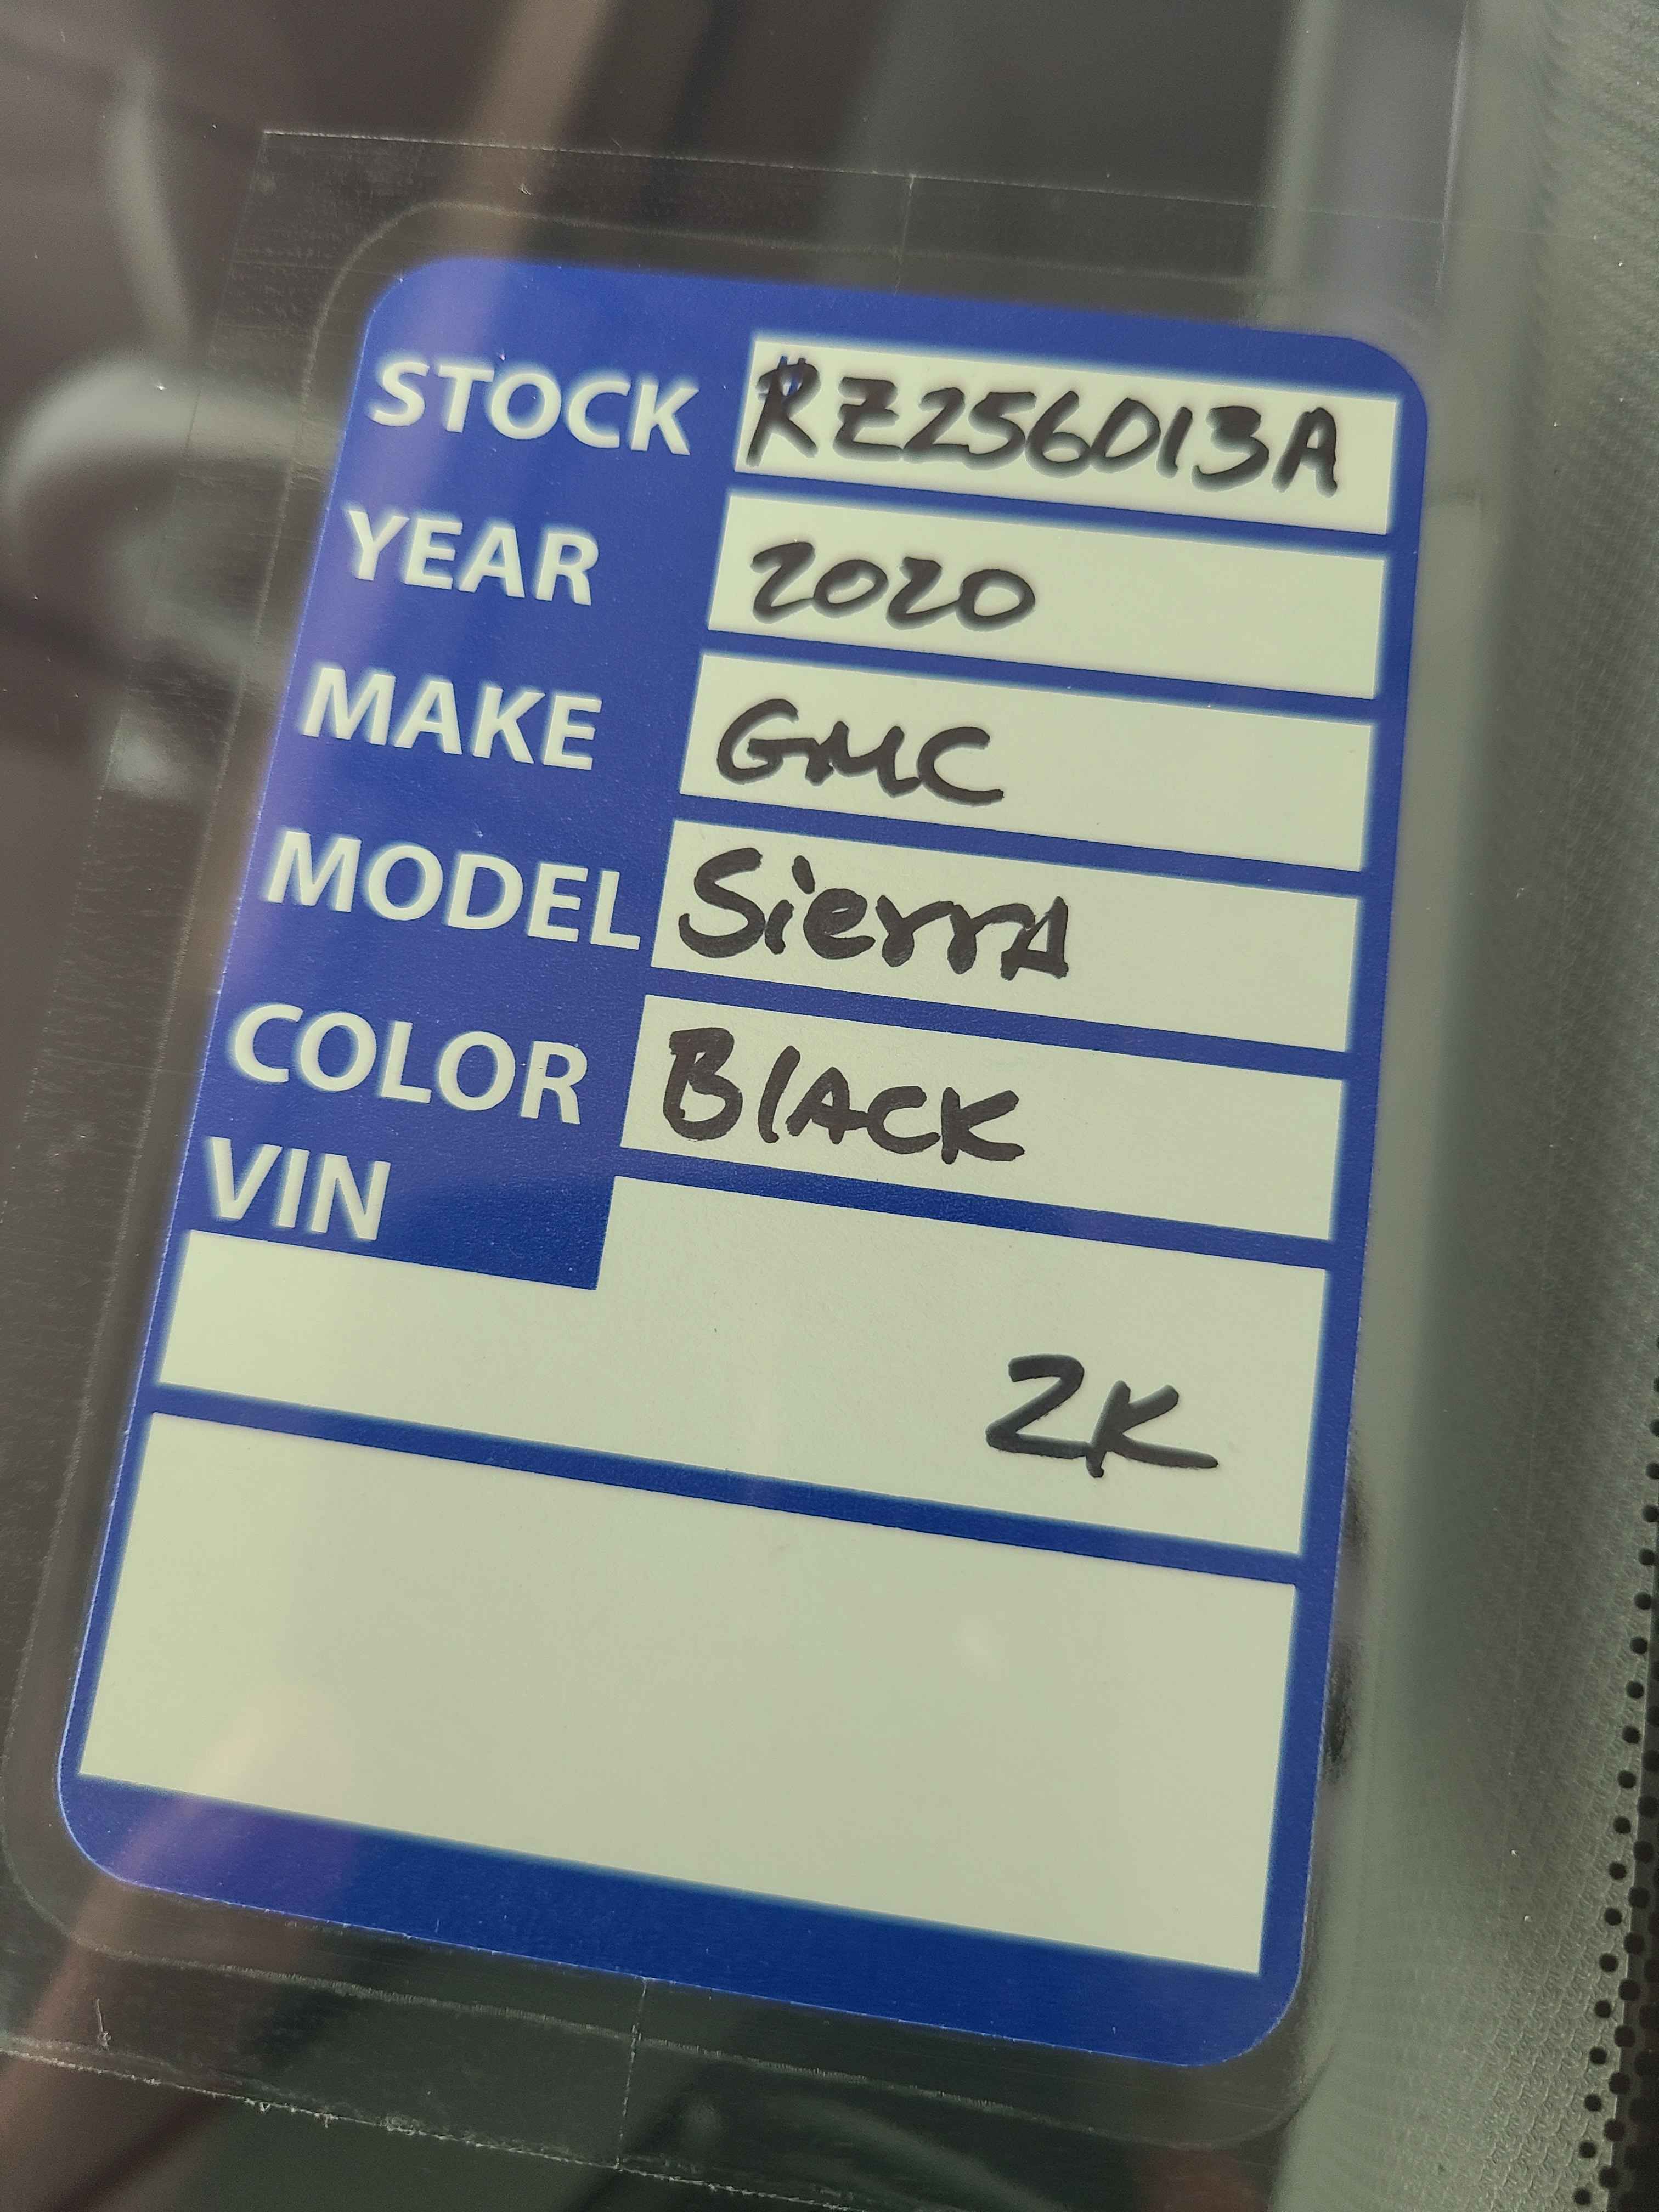 STOCK RZ256013A
YEAR 2020
MAKE GMC
MODEL SierrA
COLOR BlACK
VIN
2K